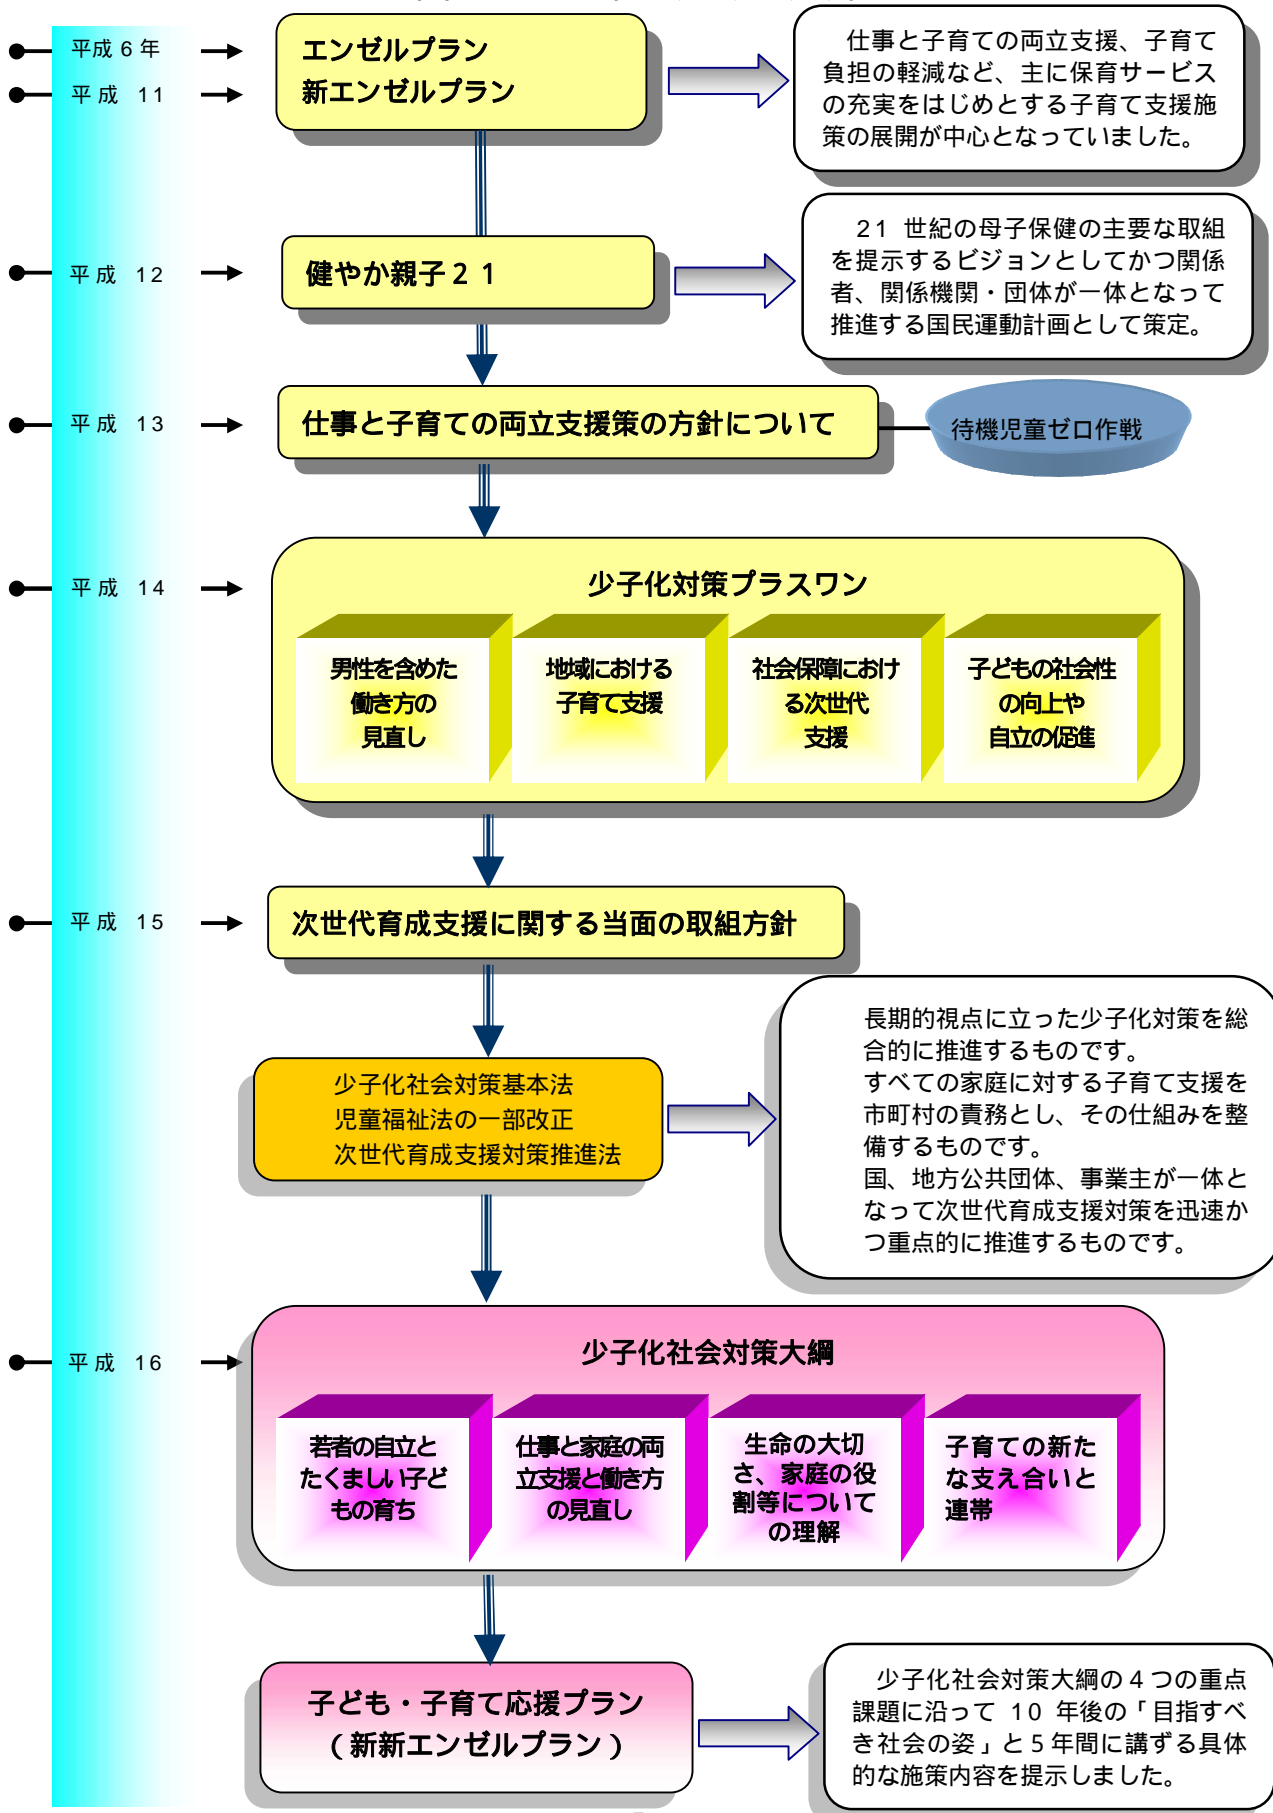 平成６年
エンゼルプラン
平成 11
新エンゼルプラン
仕事と子育ての両立支援、子育て
負担の軽減など、主に保育サービス
の充実をはじめとする子育て支援施
策の展開が中心となっていました。
平成 12
健やか親子２１
21 世紀の母子保健の主要な取組
を提示するビジョンとしてかつ関係
者、関係機関・団体が一体となって
推進する国民運動計画として策定。
平成 13
仕事と子育ての両立支援策の方針について
待機児童ゼロ作戦
平成 14
少子化対策プラスワン
男性を含めた
働き方の
見直し
地域における
子育て支援
社会保障におけ
る次世代
支援
子どもの社会性
の向上や
自立の促進
平成 15
次世代育成支援に関する当面の取組方針
少子化社会対策基本法
児童福祉法の一部改正
次世代育成支援対策推進法
長期的視点に立った少子化対策を総
合的に推進するものです。
すべての家庭に対する子育て支援を
市町村の責務とし、その仕組みを整
備するものです。
国、地方公共団体、事業主が一体と
なって次世代育成支援対策を迅速か
つ重点的に推進するものです。
平成 16
少子化社会対策大綱
若者の自立と
たくましい子ど
もの育ち
仕事と家庭の両
立支援と働き方
の見直し
生命の大切
さ、家庭の役
割等について
の理解
子育ての新た
な支え合いと
連帯
子ども・子育て応援プラン
（新新エンゼルプラン）
少子化社会対策大綱の４つの重点
課題に沿って 10 年後の「目指すべ
き社会の姿」と５年間に講ずる具体
的な施策内容を提示しました。